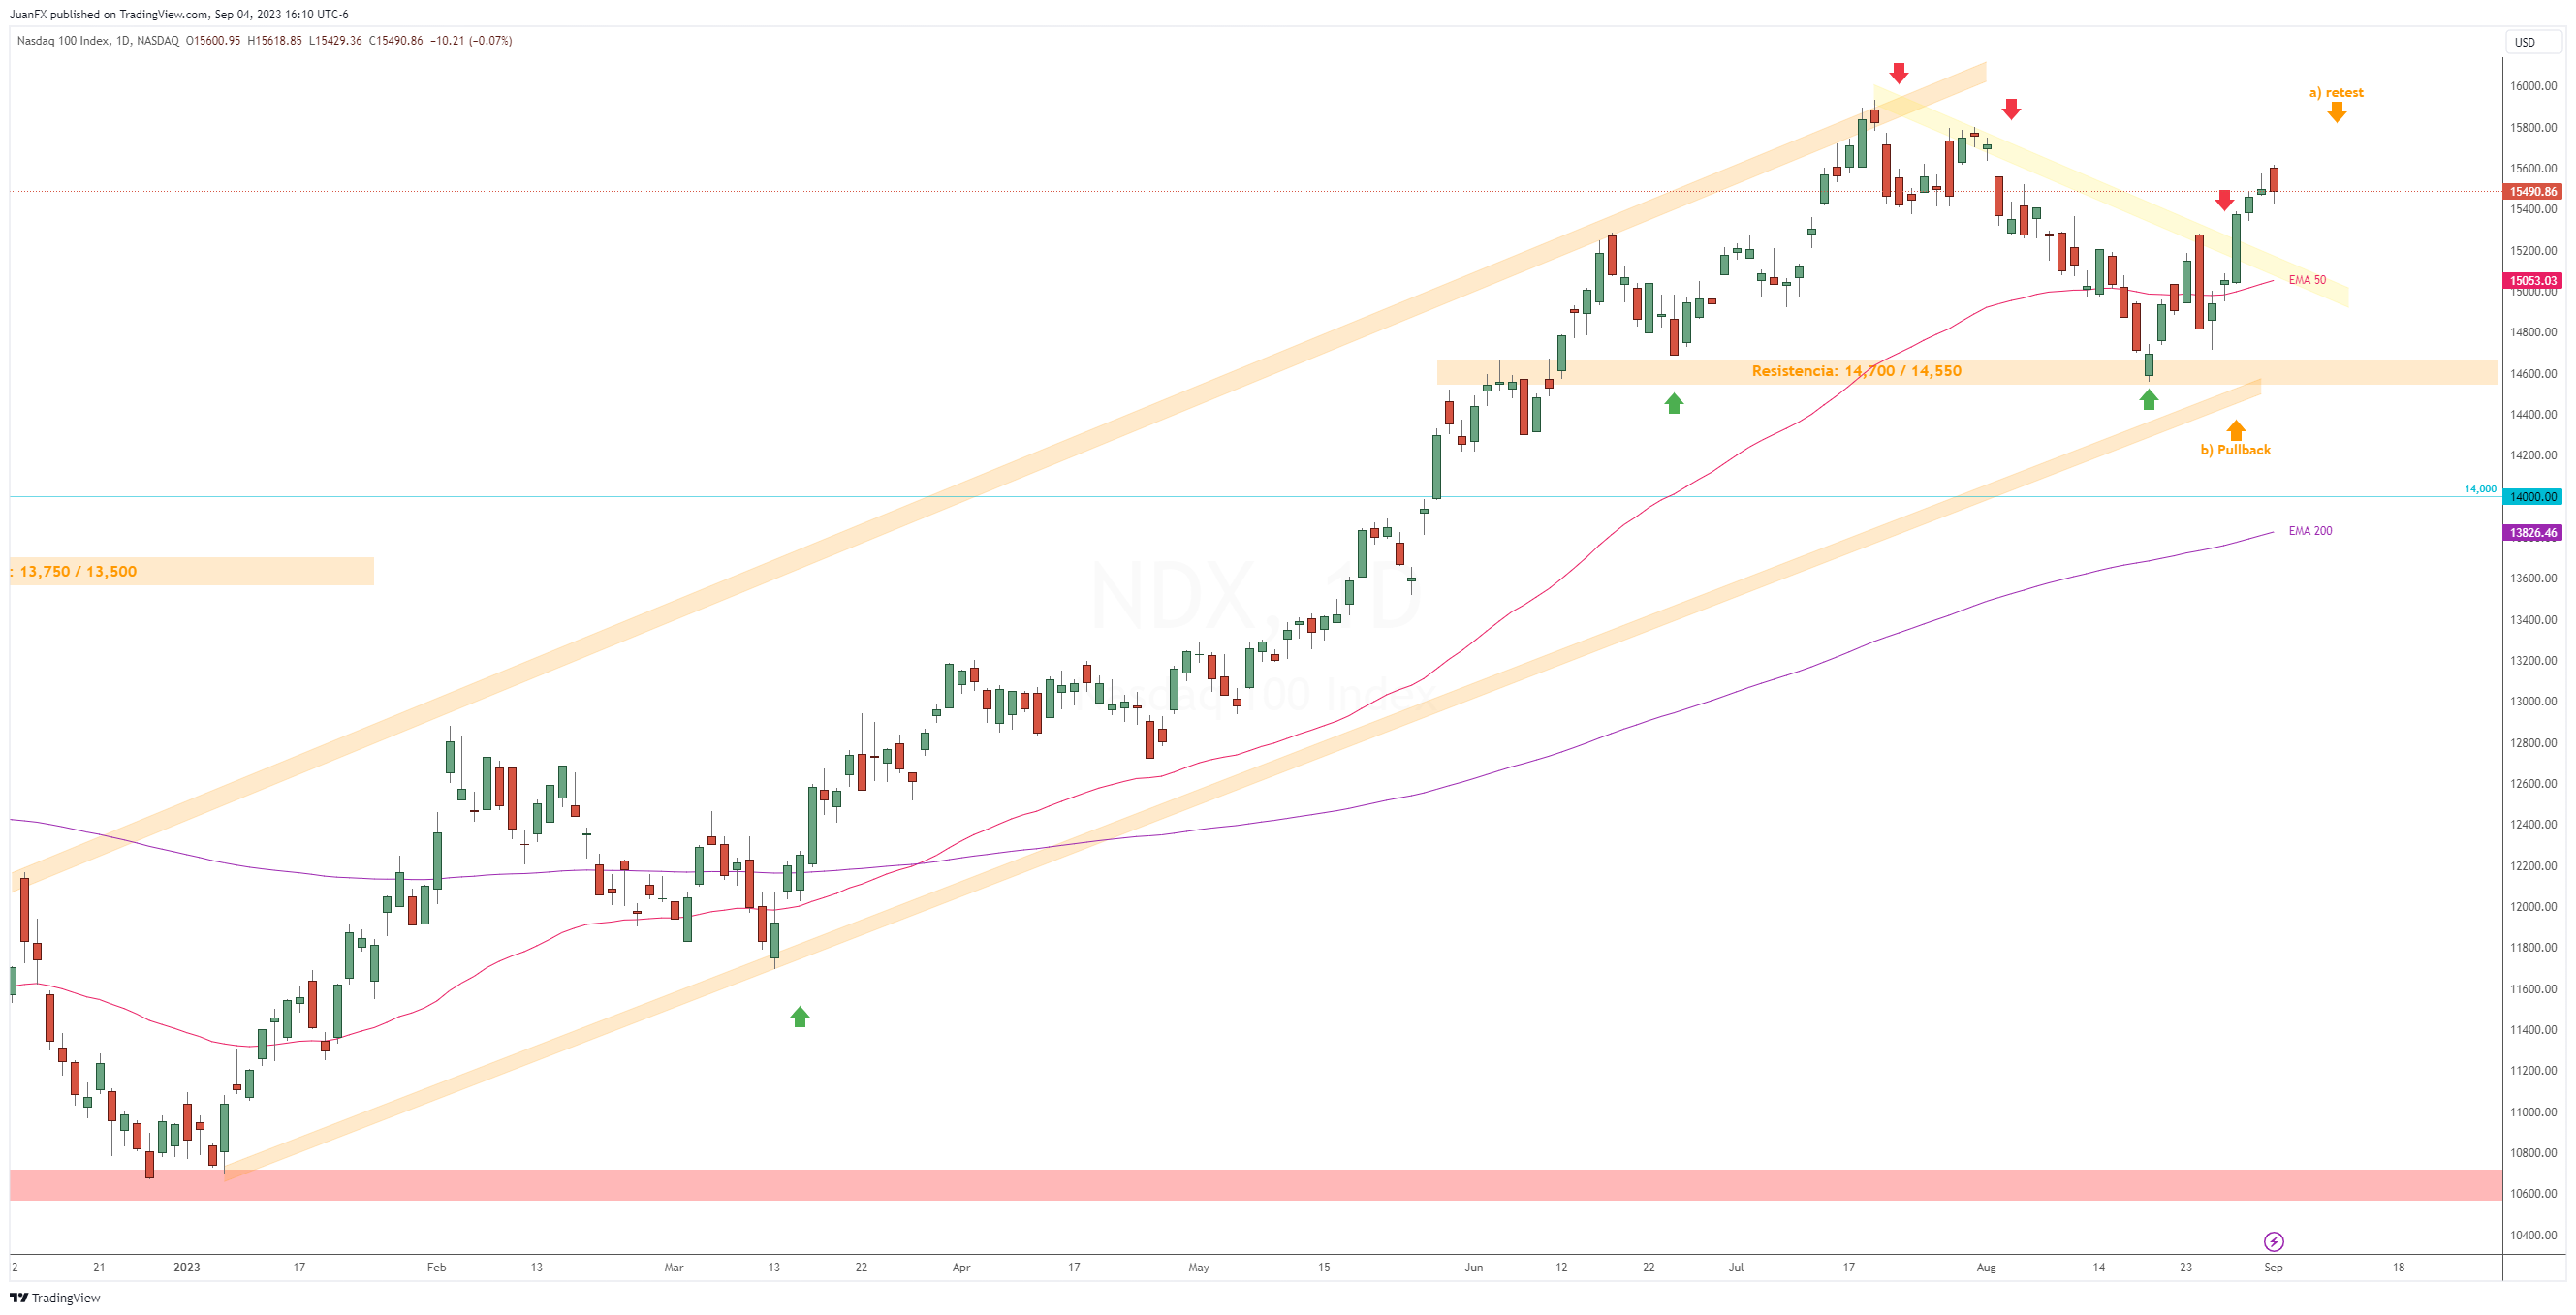 JuanFX published on TradingView.com, Sep 04, 2023 16:10 UTC-6
Nasdaq 100 Index, 1D, NASDAQ O15600.95 H15618.85 L15429.36 C15490.86 −10.21 (−0.07%)
USD
16000.00
a) retest
15800.00
15600.00
15490.86
15400.00
15200.00
EMA 50
15053.03
15000.00
14800.00
Resistencia: 14,700 / 14,550
14600.00
14400.00
b) Pullback
14200.00
14,000
14000.00
EMA 200
13826.46
: 13,750 / 13,500
13600.00
NDX, 1D
13400.00
13200.00
Nasdaq 100 Index
13000.00
12800.00
12600.00
12400.00
12200.00
12000.00
11800.00
11600.00
11400.00
11200.00
11000.00
10800.00
10600.00
10400.00
2 21 2023 17 Feb 13 Mar 13 22 Apr 17 May 15 Jun 12 22 Jul 17 Aug 14 23 Sep 18
TradingView